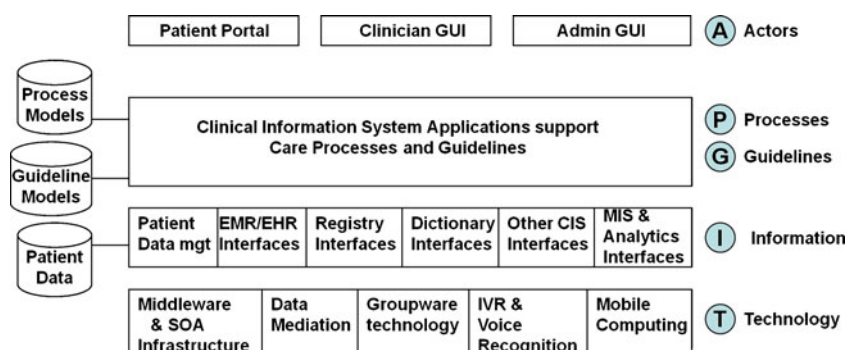 Patient Portal
Clinician GUI
Admin GUI
A Actors
Process
Models
Clinical Information System Applications support
Care Processes and Guidelines
P Processes
G Guidelines
Guideline
Models
Patient
Data mgt
EMR/EHR
Interfaces
Registry
Interfaces
Dictionary
Interfaces
Other CIS
Interfaces
MIS &
Analytics
Interfaces
I Information
Patient
Data
Middleware
& SOA
Infrastructure
Data
Mediation
Groupware
technology
IVR &
Voice
Recognition
Mobile
Computing
T Technology